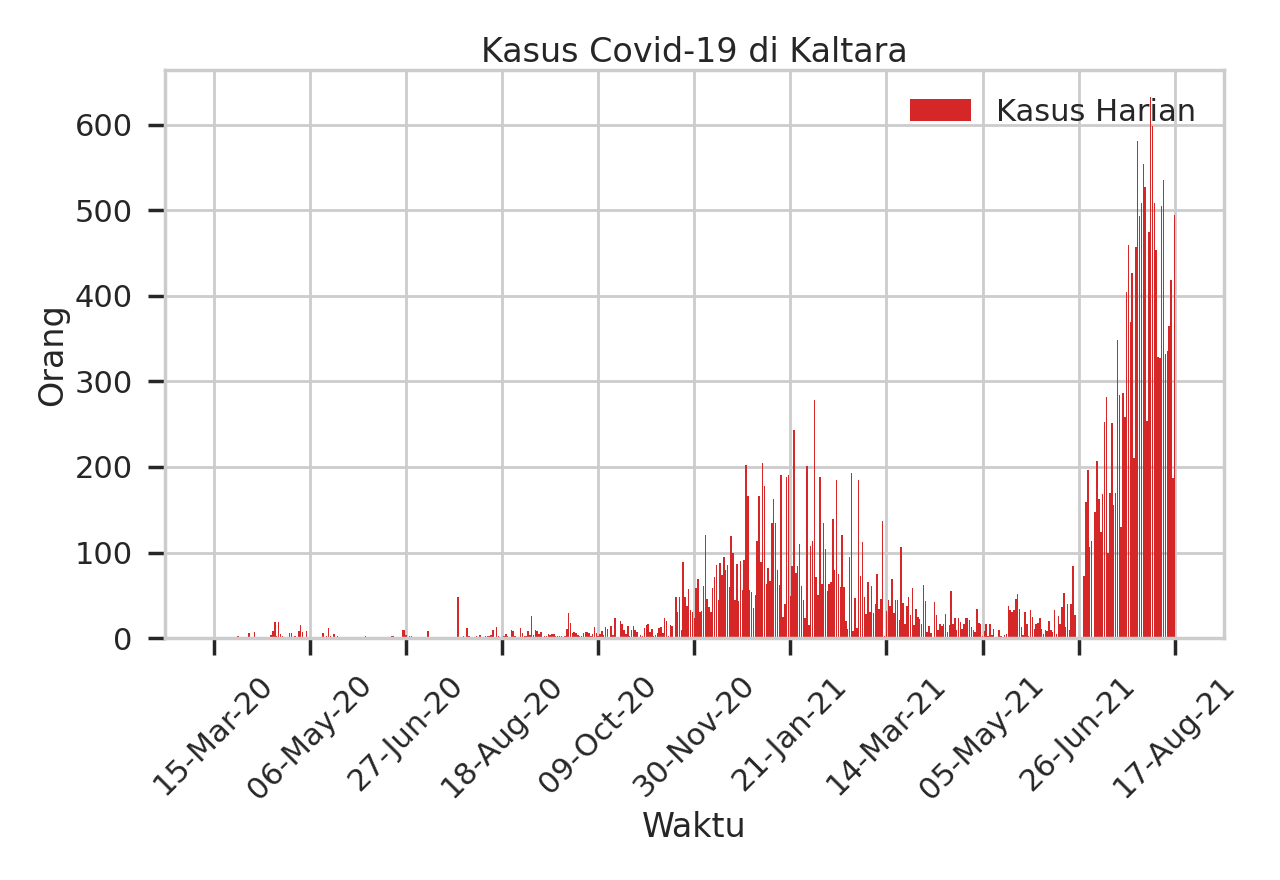 Kasus Covid-19 di Kaltara
Kasus Harian
Orang
600
500
400
300
200
100
0
15-Mar-20
06-May-20
27-Jun-20
18-Aug-20
09-Oct-20
30-Nov-20
21-Jan-21
14-Mar-21
05-May-21
26-Jun-21
17-Aug-21
Waktu